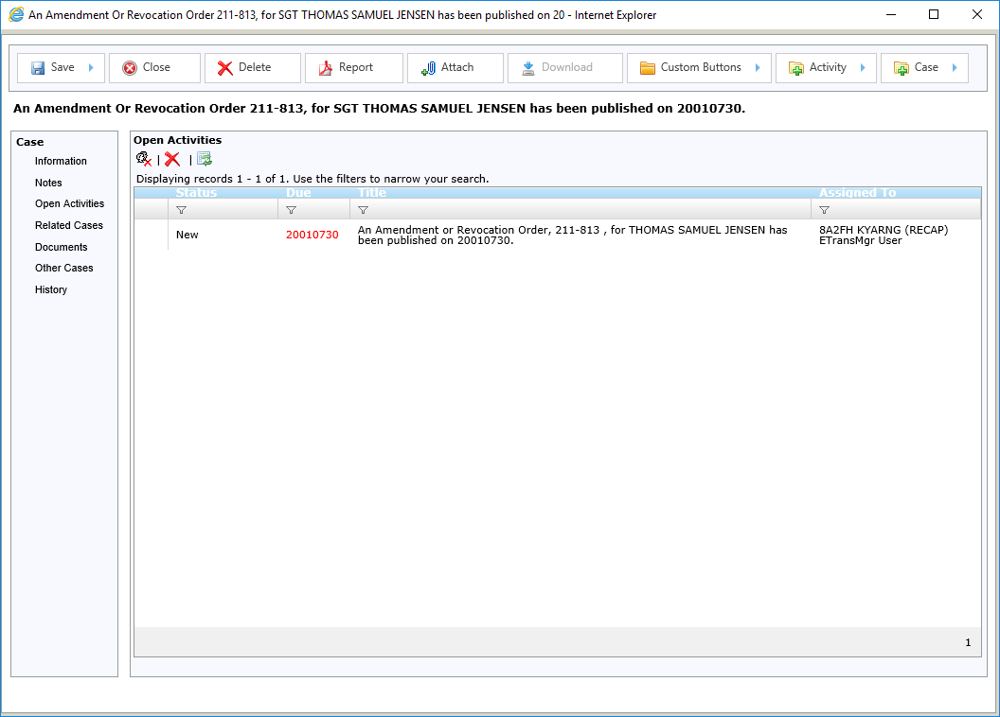 An Amendment Or Revocation Order 211-813, for SGT THOMAS SAMUEL JENSEN has been published on 20 - Internet Explorer
Save Close Delete Report Attach Download Custom Buttons Activity Case
An Amendment Or Revocation Order 211-813, for SGT THOMAS SAMUEL JENSEN has been published on 20010730.
Case
Information
Notes
Open Activities
Related Cases
Documents
Other Cases
History
Open Activities
| |
Displaying records 1 - 1 of 1. Use the filters to narrow your search.
Status Due Title Assigned To
New 20010730 An Amendment or Revocation Order, 211-813 , for THOMAS SAMUEL JENSEN has
been published on 20010730.
8A2FH KYARNG (RECAP)
ETransMgr User
1